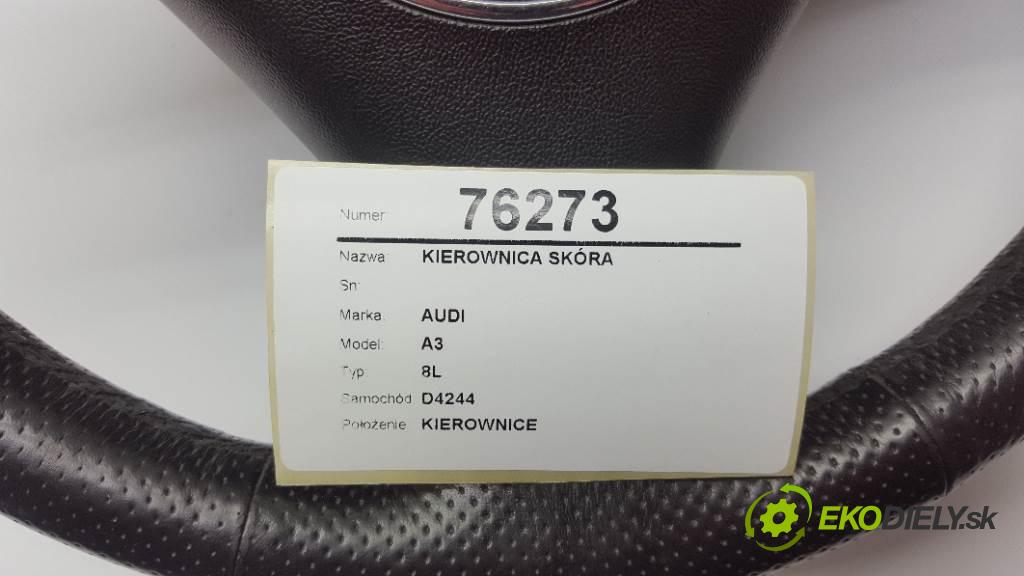 Numer: 76273
Nazwa: KIEROWNICA SKÓRA
Sn:
Marka: AUDI
Model: A3
Typ: 8L
Samochód: D4244
Położenie: KIEROWNICE
EKODIELY.sk